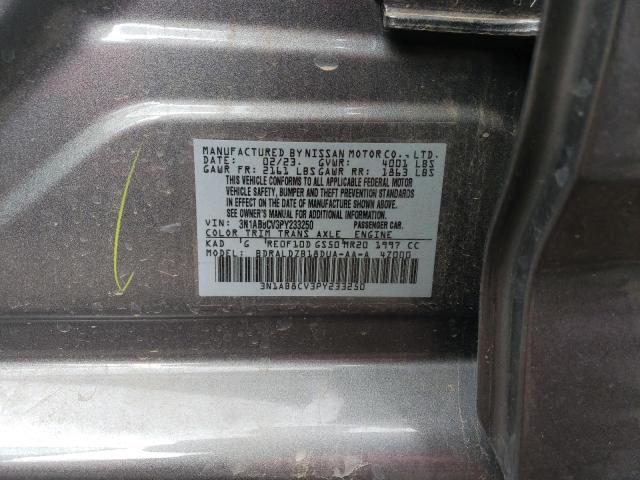 MANUFACTURED BY NISSAN MOTOR CO., LTD.
DATE: 02/23. GVWR: 4001 LBS
GAWR FR: 2161 LBS GAWR RR: 1863 LBS
THIS VEHICLE CONFORMS TO ALL APPLICABLE FEDERAL MOTOR
VEHICLE SAFETY, BUMPER AND THEFT PREVENTION STANDARDS
IN EFFECT ON THE DATE OF MANUFACTURE SHOWN ABOVE.
SEE OWNER'S MANUAL FOR ADDITIONAL INFORMATION.
VIN: 3N1AB8CV3PY233250 PASSENGER CAR.
COLOR TRIM TRANS AXLE ENGINE
KAD 'G 'RE0F10D GS50 MR20 1997 CC
MODEL: BDRALDZB18DUA-AA-A 4Z000
3N1AB8CV3PY233250